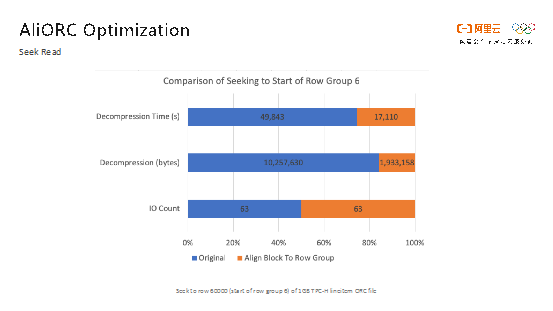 AliORC Optimization
阿里云
Seek Read
Comparison of Seeking to Start of Row Group 6
Decompression Time (s)
49,843
17,110
Decompression (bytes)
10,257,630
1,933,158
IO Count
63
63
0%
20%
40%
60%
80%
100%
Original
Align Block To Row Group
Seek to row 60000 (start of row group 6) of 1GB TPC-H lineitem ORC file